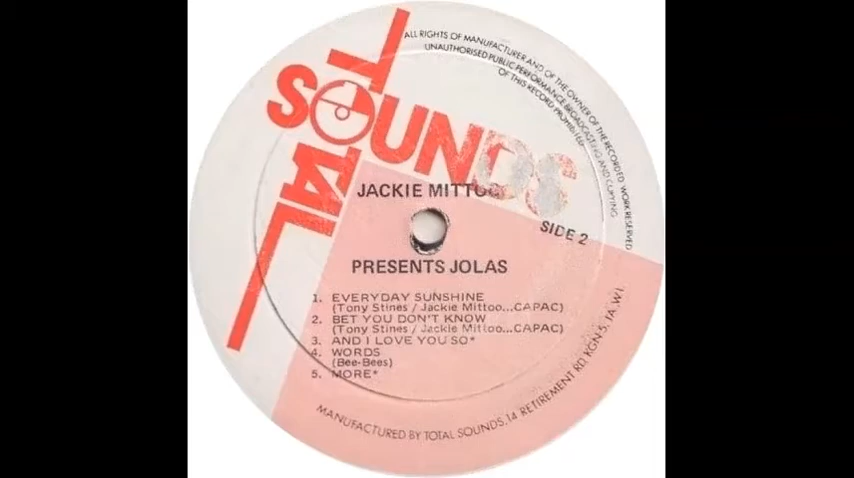 ALL RIGHTS OF MANUFACTURER AND OF THE OWNER OF THE RECORDED WORK RESERVED
UNAUTHORISED PUBLIC PERFORMANCE BROADCASTING AND COPYING
OF THIS RECORD PROHIBITED
TOTAL
SOUNDS
JACKIE MITTOO
SIDE 2
PRESENTS JOLAS
1. EVERYDAY SUNSHINE
(Tony Stines / Jackie Mittoo...CAPAC)
2. BET YOU DON'T KNOW
(Tony Stines / Jackie Mittoo...CAPAC)
3. AND I LOVE YOU SO*
4. WORDS
(Bee-Bees)
5. MORE*
MANUFACTURED BY TOTAL SOUNDS, 14 RETIREMENT RD, KGN 5, JA, W.I.